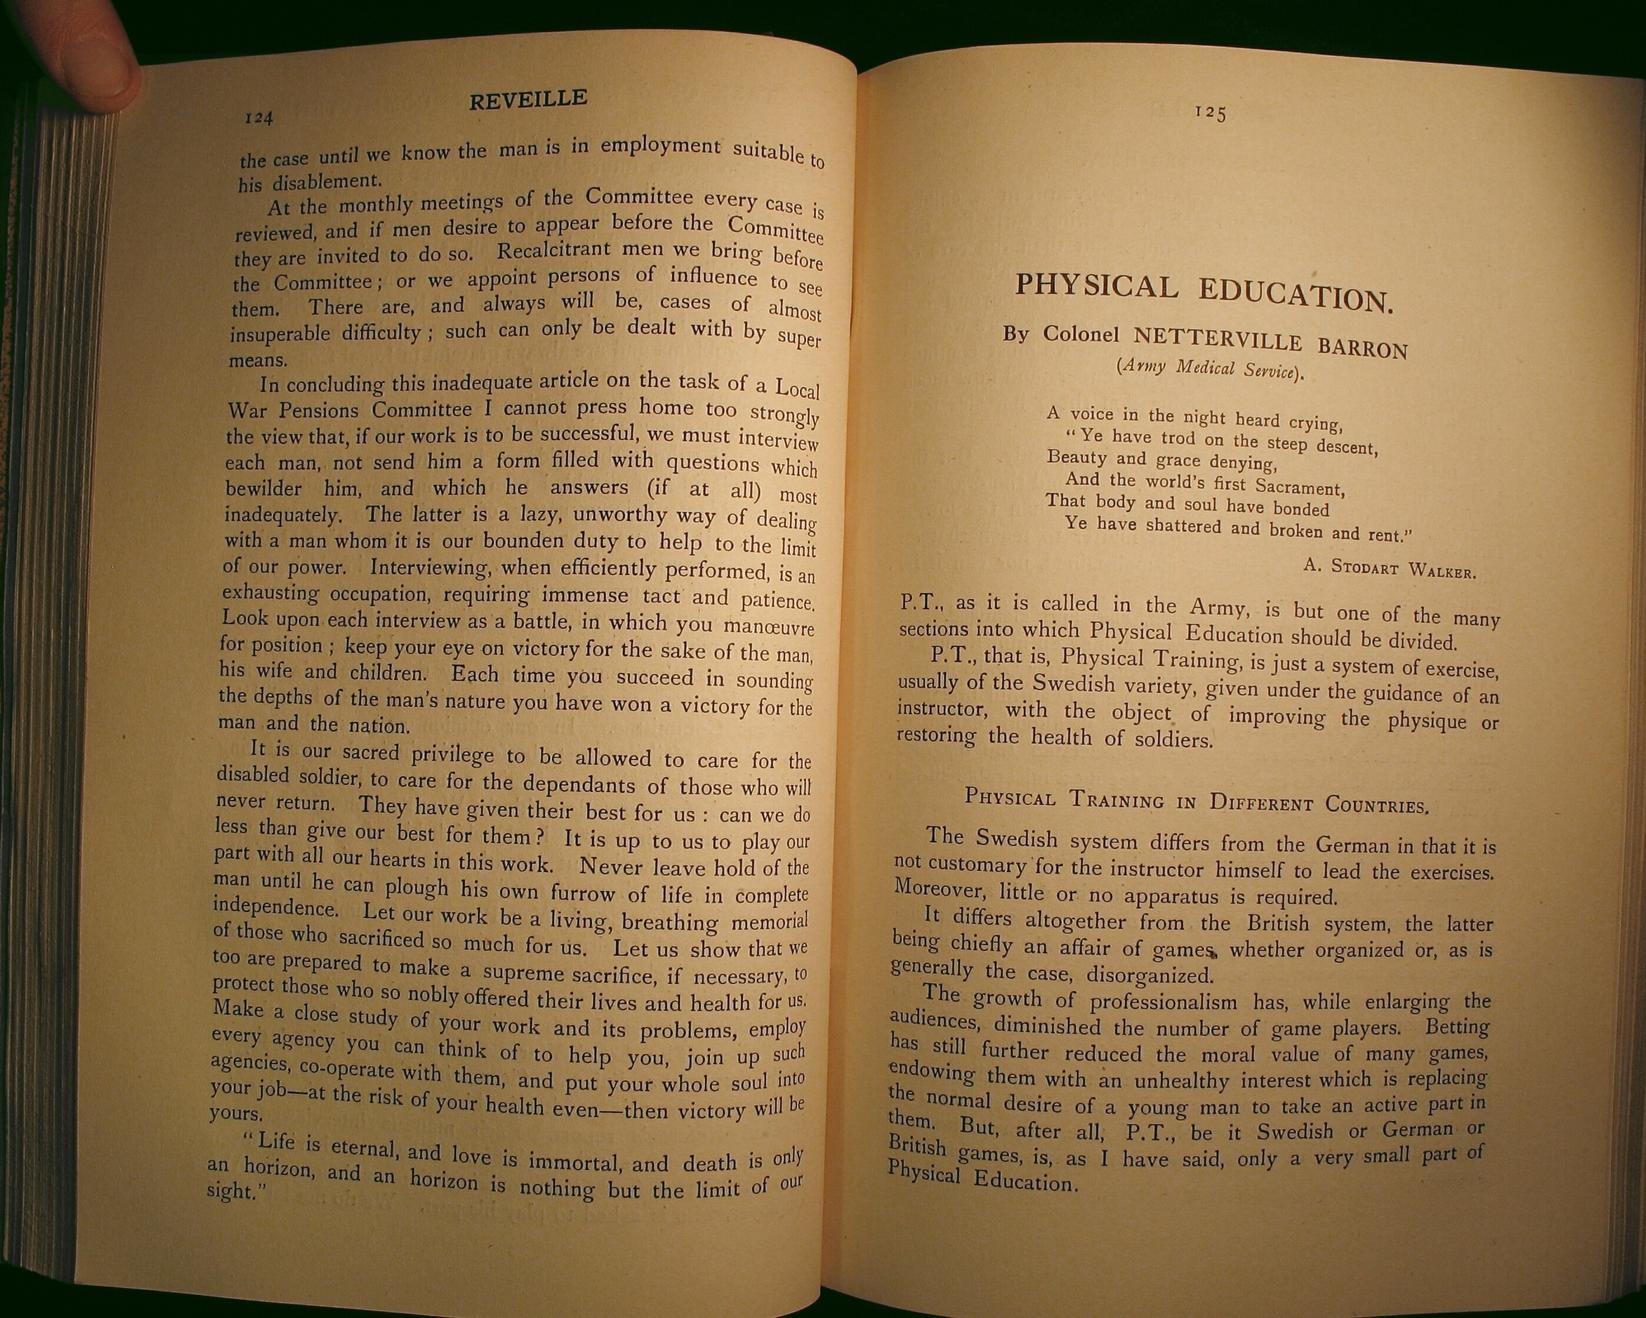 124
REVEILLE
the case until we know the man is in employment suitable to
his disablement.
At the monthly meetings of the Committee every case is
reviewed, and if men desire to appear before the Committee
they are invited to do so. Recalcitrant men we bring before
the Committee; or we appoint persons of influence to see
them. There are, and always will be, cases of almost
insuperable difficulty; such can only be dealt with by super
means.
In concluding this inadequate article on the task of a Local
War Pensions Committee I cannot press home too strongly
the view that, if our work is to be successful, we must interview
each man, not send him a form filled with questions which
bewilder him, and which he answers (if at all) most
inadequately. The latter is a lazy, unworthy way of dealing
with a man whom it is our bounden duty to help to the limit
of our power. Interviewing, when efficiently performed, is an
exhausting occupation, requiring immense tact and patience.
Look upon each interview as a battle, in which you manœuvre
for position; keep your eye on victory for the sake of the man,
his wife and children. Each time you succeed in sounding
the depths of the man's nature you have won a victory for the
man and the nation.
It is our sacred privilege to be allowed to care for the
disabled soldier, to care for the dependants of those who will
never return. They have given their best for us: can we do
less than give our best for them? It is up to us to play our
part with all our hearts in this work. Never leave hold of the
man until he can plough his own furrow of life in complete
independence. Let our work be a living, breathing memorial
of those who sacrificed so much for us. Let us show that we
too are prepared to make a supreme sacrifice, if necessary, to
protect those who so nobly offered their lives and health for us.
Make a close study of your work and its problems, employ
every agency you can think of to help you, join up such
agencies, co-operate with them, and put your whole soul into
your job—at the risk of your health even—then victory will be
yours.
"Life is eternal, and love is immortal, and death is only
an horizon, and an horizon is nothing but the limit of our
sight."
125
PHYSICAL EDUCATION.
By Colonel NETTERVILLE BARRON
(Army Medical Service).
A voice in the night heard crying,
"Ye have trod on the steep descent,
Beauty and grace denying,
And the world's first Sacrament,
That body and soul have bonded
Ye have shattered and broken and rent."
A. STODART WALKER.
P.T., as it is called in the Army, is but one of the many
sections into which Physical Education should be divided.
P.T., that is, Physical Training, is just a system of exercise,
usually of the Swedish variety, given under the guidance of an
instructor, with the object of improving the physique or
restoring the health of soldiers.
PHYSICAL TRAINING IN DIFFERENT COUNTRIES.
The Swedish system differs from the German in that it is
not customary for the instructor himself to lead the exercises.
Moreover, little or no apparatus is required.
It differs altogether from the British system, the latter
being chiefly an affair of games, whether organized or, as is
generally the case, disorganized.
The growth of professionalism has, while enlarging the
audiences, diminished the number of game players. Betting
has still further reduced the moral value of many games,
endowing them with an unhealthy interest which is replacing
the normal desire of a young man to take an active part in
them. But, after all, P.T., be it Swedish or German or
British games, is, as I have said, only a very small part of
Physical Education.